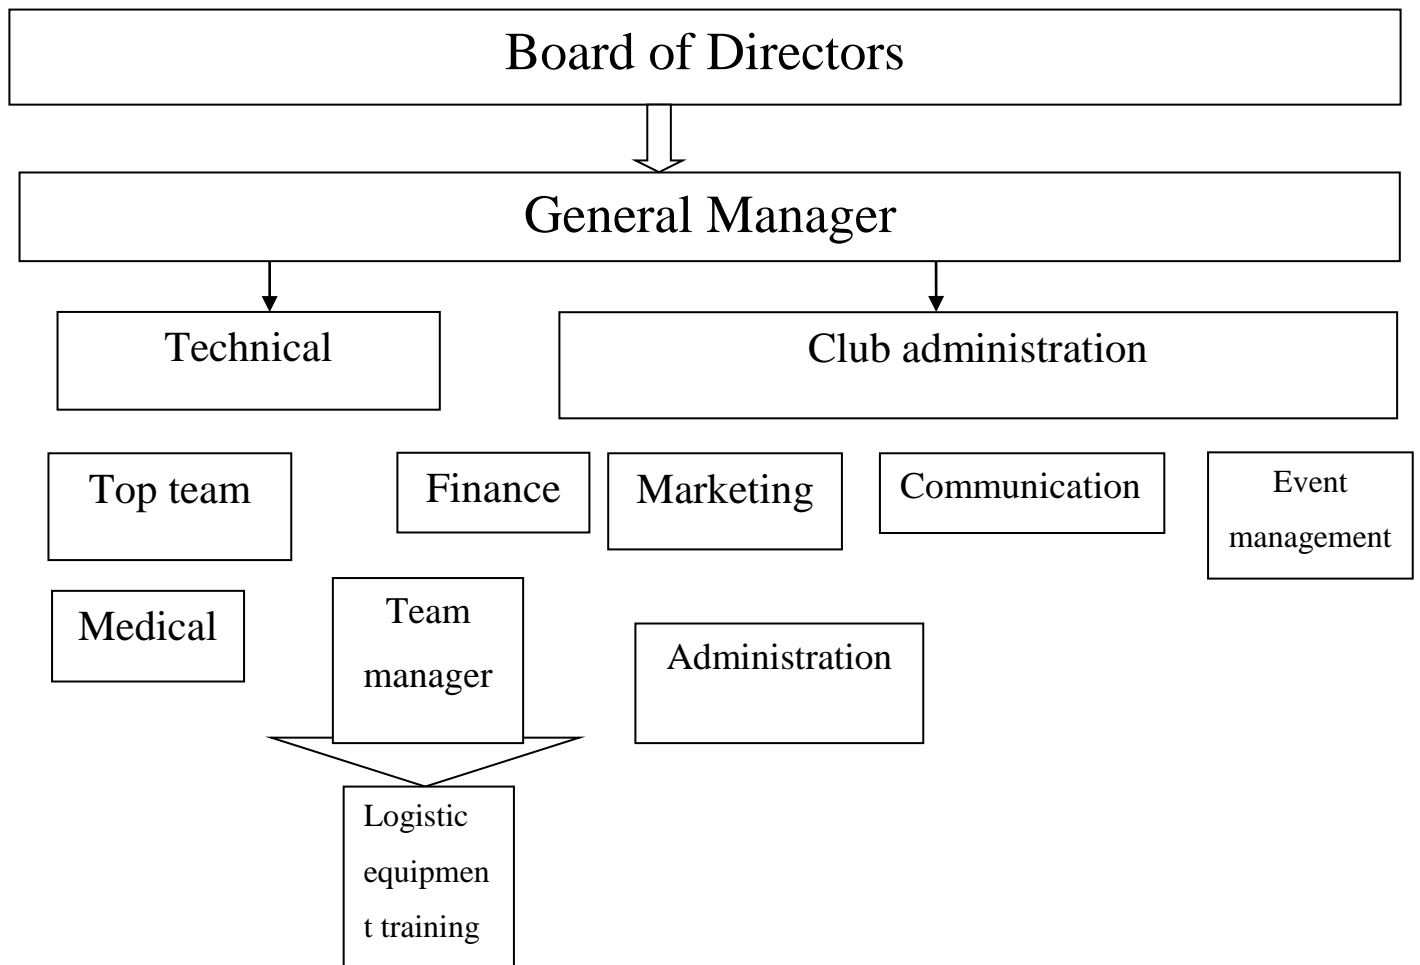 Board of Directors
General Manager
Technical
Club administration
Top team
Finance
Marketing
Communication
Event
management
Medical
Team
manager
Administration
Logistic
equipmen
t training